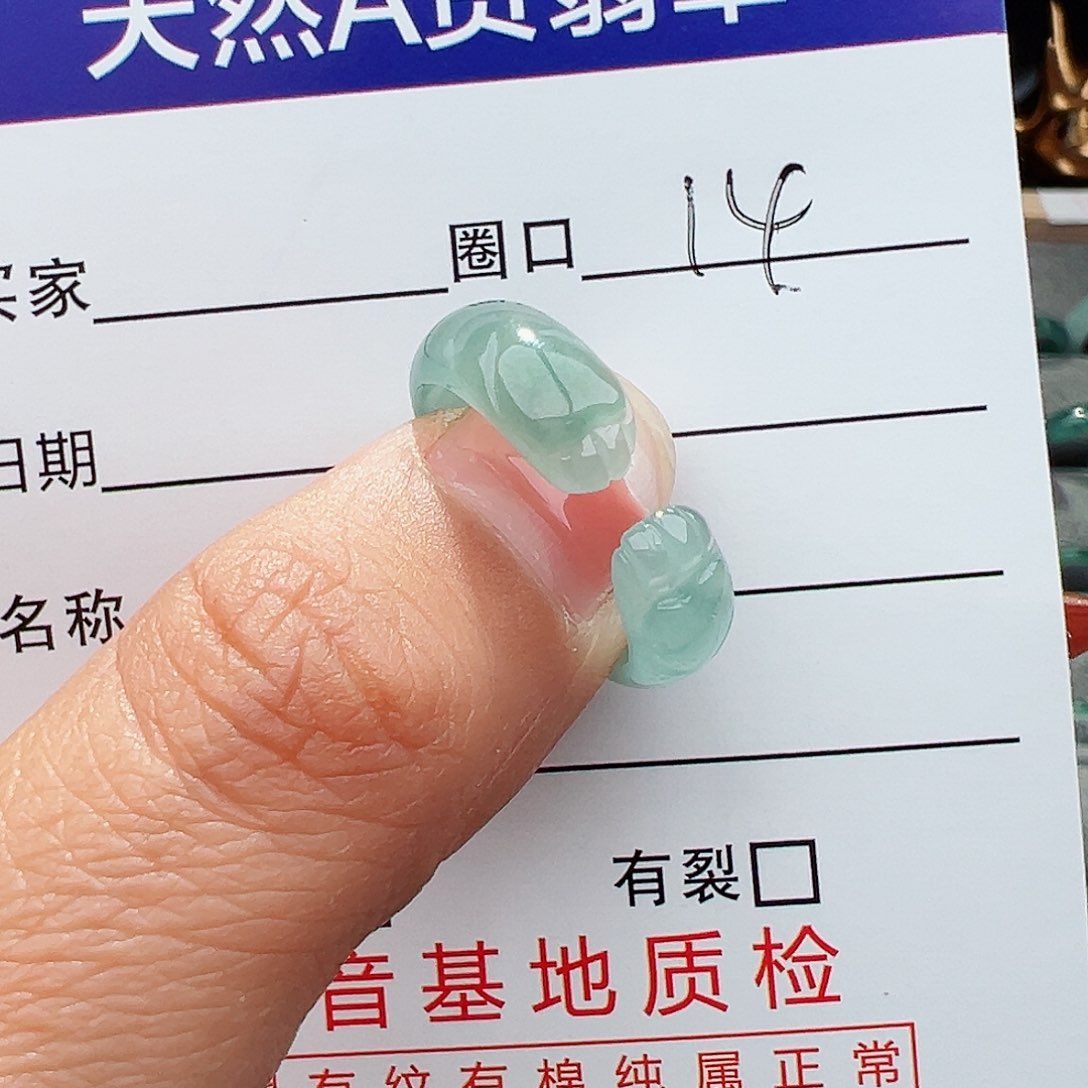 天然A货翡翠
买家 圈口 14
日期
名称
有裂
音基地质检
有纹有棉纯属正常